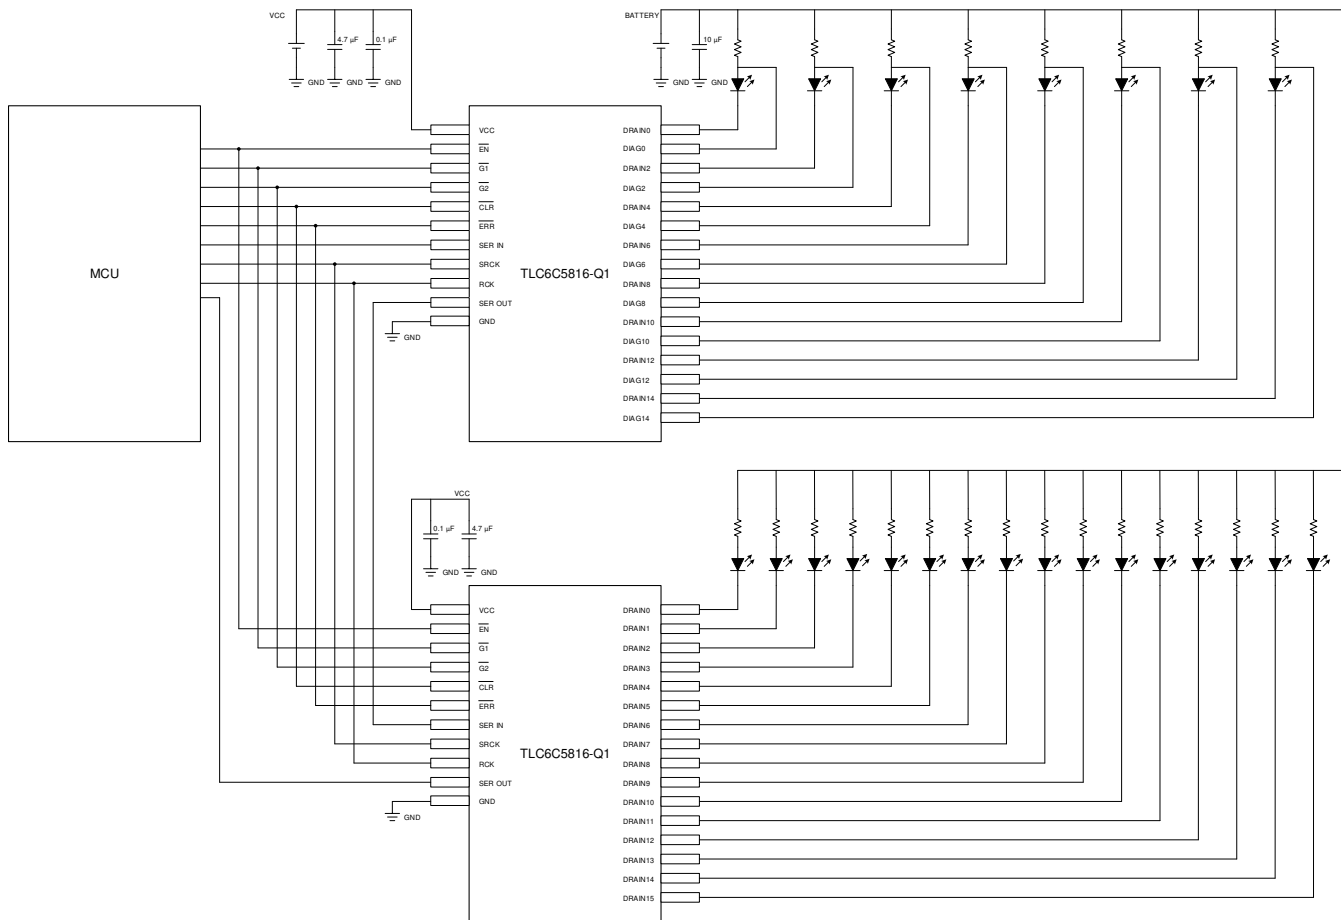 VCC
BATTERY
4.7 µF
0.1 µF
10 µF
GND
GND
GND
GND
GND
MCU
VCC
EN
G1
G2
CLR
ERR
SER IN
SRCK
RCK
SER OUT
GND
GND
TLC6C5816-Q1
DRAIN0
DIAG0
DRAIN2
DIAG2
DRAIN4
DIAG4
DRAIN6
DIAG6
DRAIN8
DIAG8
DRAIN10
DIAG10
DRAIN12
DIAG12
DRAIN14
DIAG14
VCC
0.1 µF
4.7 µF
GND
GND
VCC
EN
G1
G2
CLR
ERR
SER IN
SRCK
RCK
SER OUT
GND
GND
TLC6C5816-Q1
DRAIN0
DRAIN1
DRAIN2
DRAIN3
DRAIN4
DRAIN5
DRAIN6
DRAIN7
DRAIN8
DRAIN9
DRAIN10
DRAIN11
DRAIN12
DRAIN13
DRAIN14
DRAIN15